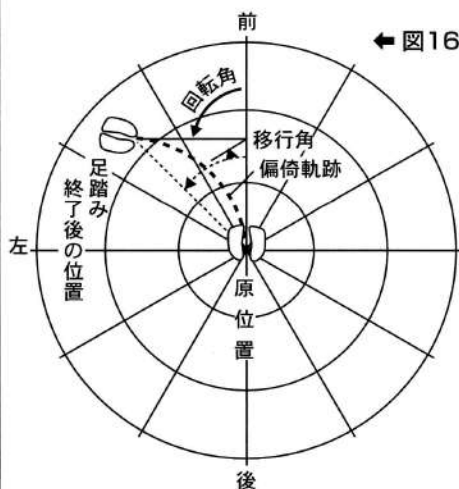 前
← 図16
回転角
移行角
偏倚軌跡
足踏み
終了後の位置
左
原位置
後